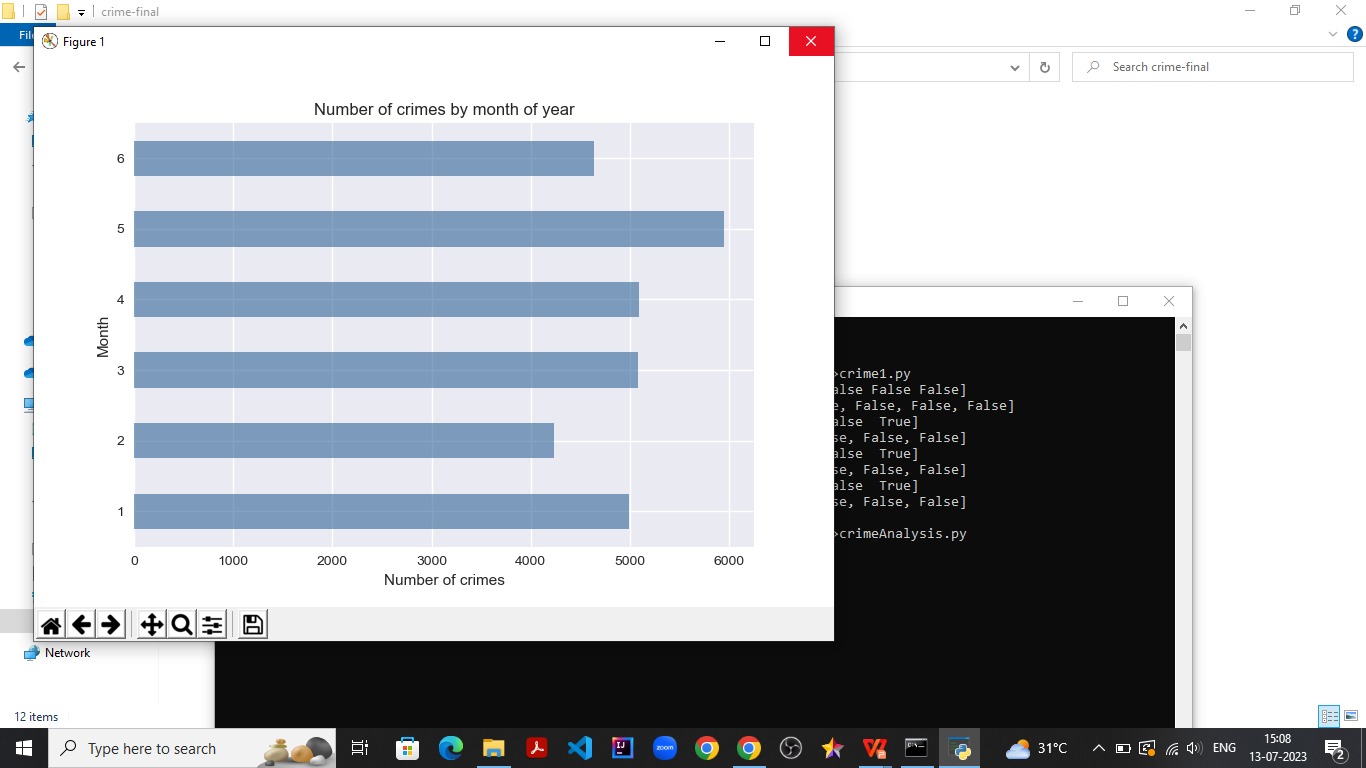 crime-final
Fil
Figure 1
Search crime-final
Number of crimes by month of year
6
5
4
3
2
1
Month
0 1000 2000 3000 4000 5000 6000
Number of crimes
>crime1.py
alse False False]
e, False, False, False]
alse  True]
se, False, False]
alse  True]
se, False, False]
alse  True]
se, False, False]
>crimeAnalysis.py
Network
12 items
Type here to search
zoom
31°C
ENG
15:08
13-07-2023
2